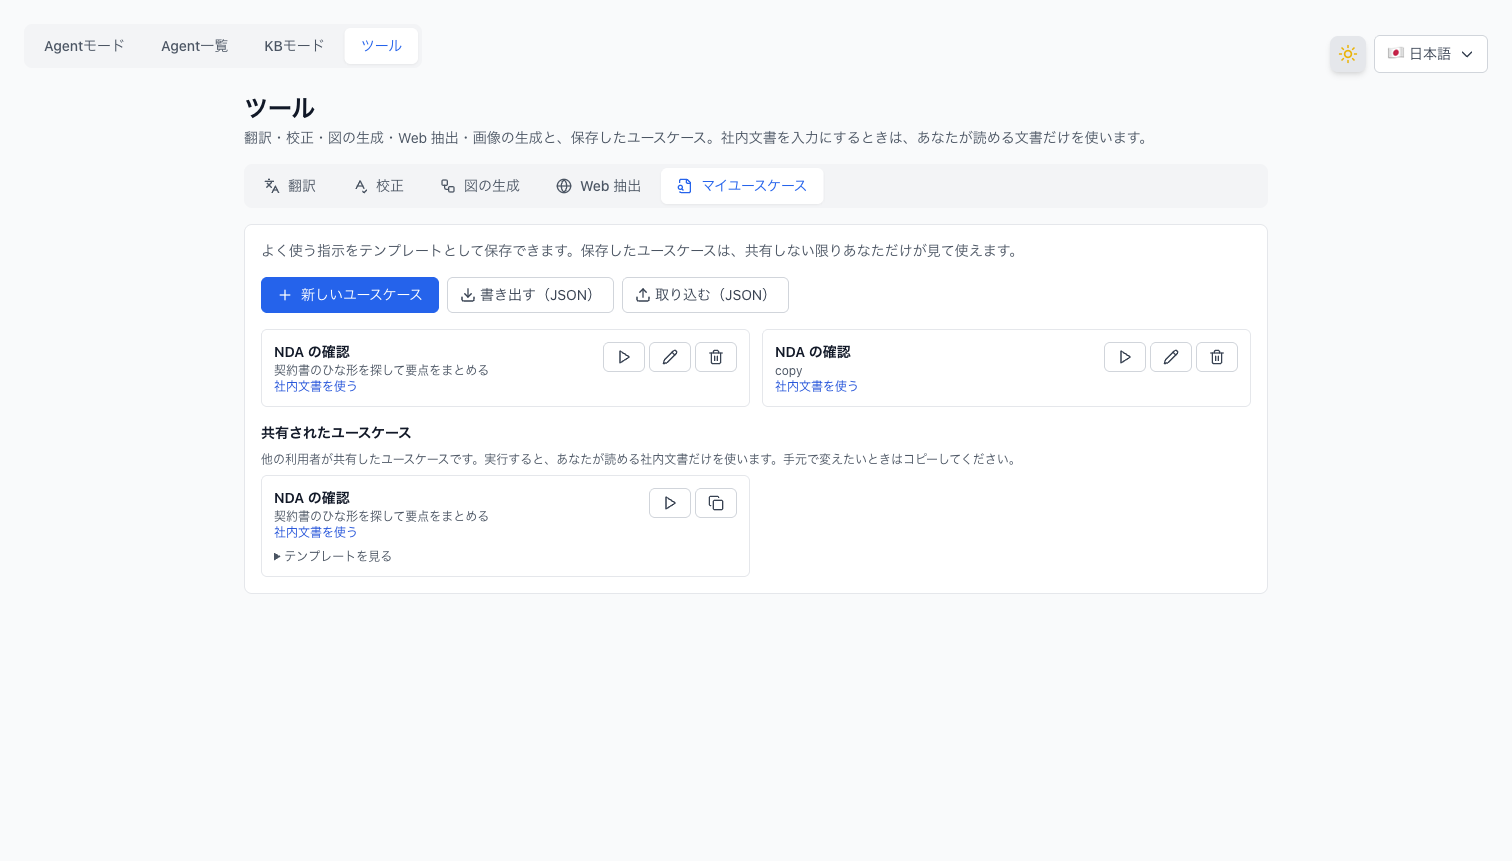 Agentモード
Agent一覧
KBモード
ツール
日本語
ツール
翻訳・校正・図の生成・Web 抽出・画像の生成と、保存したユースケース。社内文書を入力にするときは、あなたが読める文書だけを使います。
翻訳
校正
図の生成
Web 抽出
マイユースケース
よく使う指示をテンプレートとして保存できます。保存したユースケースは、共有しない限りあなただけが見て使えます。
新しいユースケース
書き出す（JSON）
取り込む（JSON）
NDA の確認
契約書のひな形を探して要点をまとめる
社内文書を使う
NDA の確認
copy
社内文書を使う
共有されたユースケース
他の利用者が共有したユースケースです。実行すると、あなたが読める社内文書だけを使います。手元で変えたいときはコピーしてください。
NDA の確認
契約書のひな形を探して要点をまとめる
社内文書を使う
テンプレートを見る